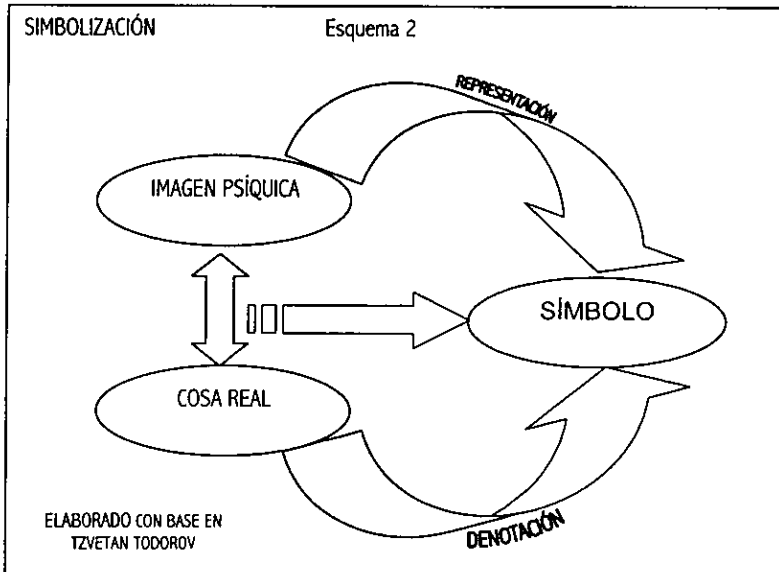 SIMBOLIZACIÓN
Esquema 2
REPRESENTACIÓN
IMAGEN PSÍQUICA
SÍMBOLO
COSA REAL
DENOTACIÓN
ELABORADO CON BASE EN
TZVETAN TODOROV